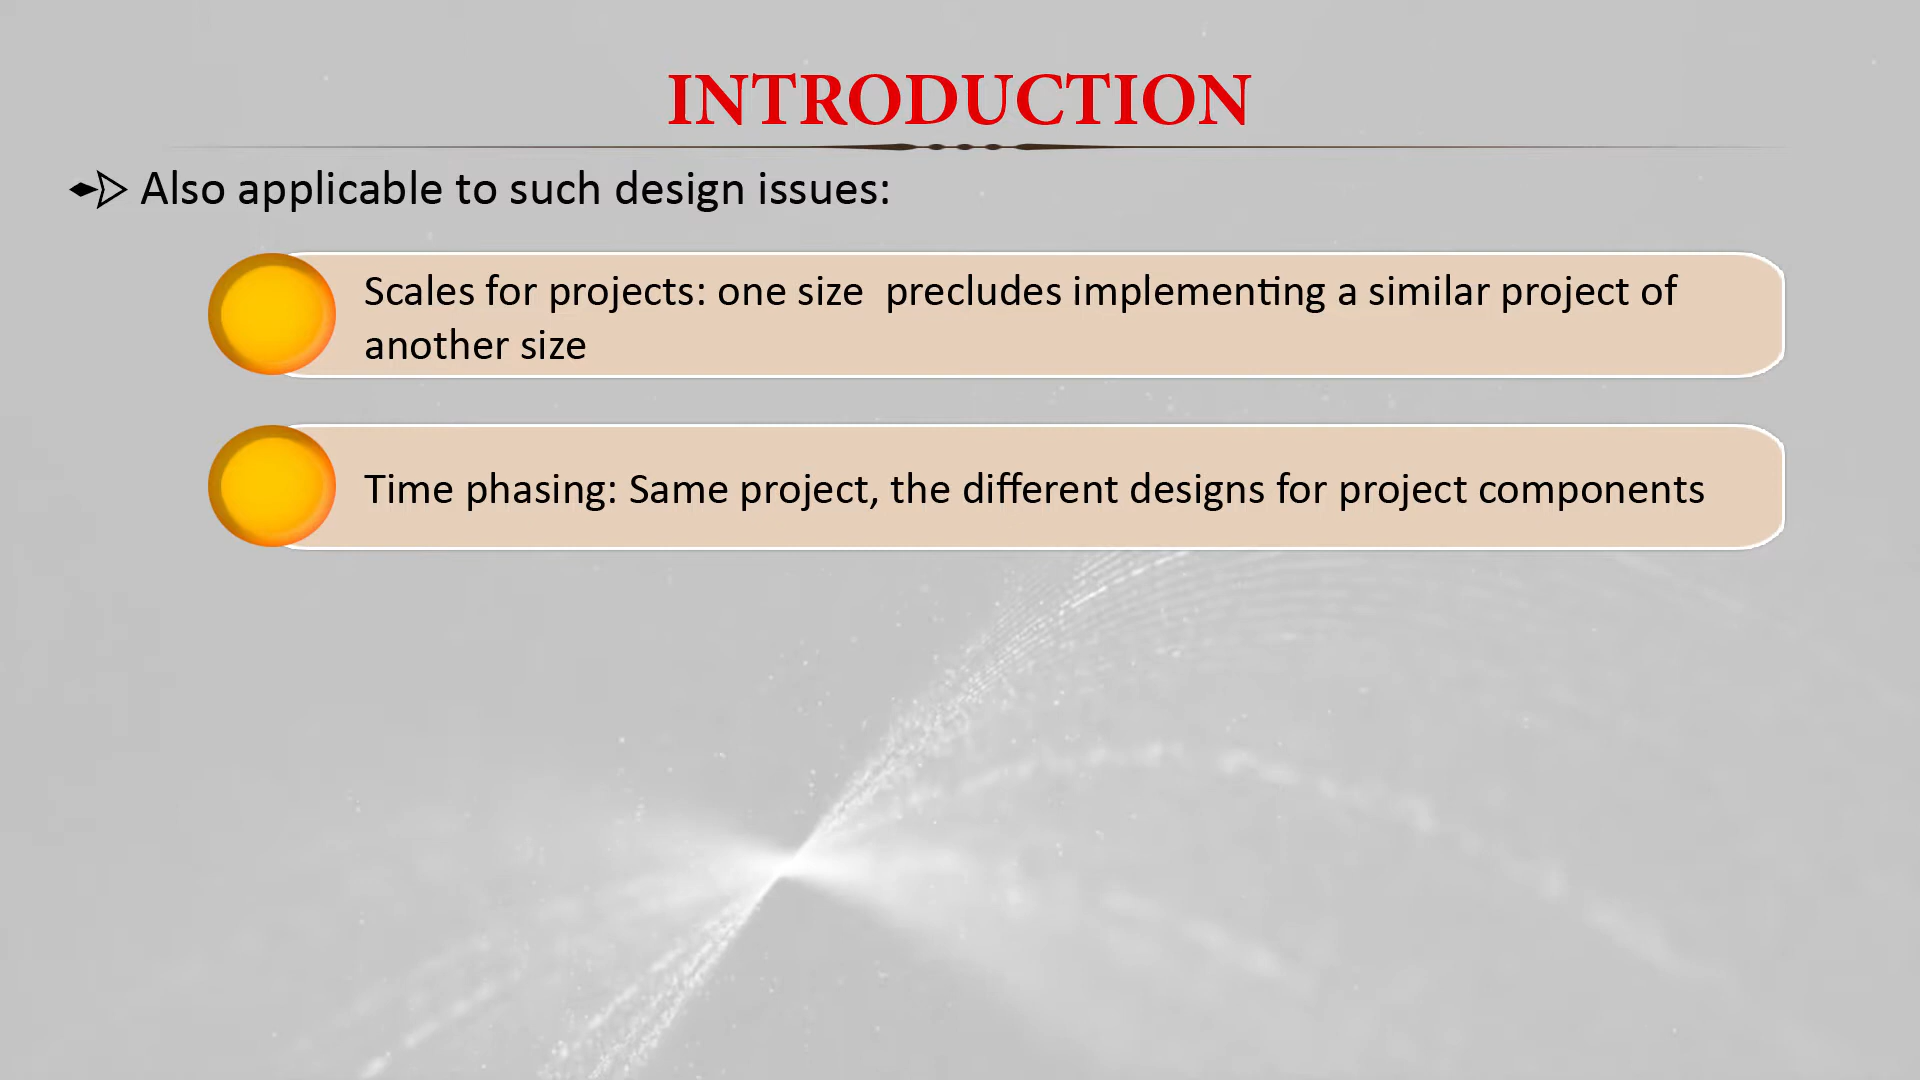 INTRODUCTION
Also applicable to such design issues:
Scales for projects: one size  precludes implementing a similar project of
another size
Time phasing: Same project, the different designs for project components